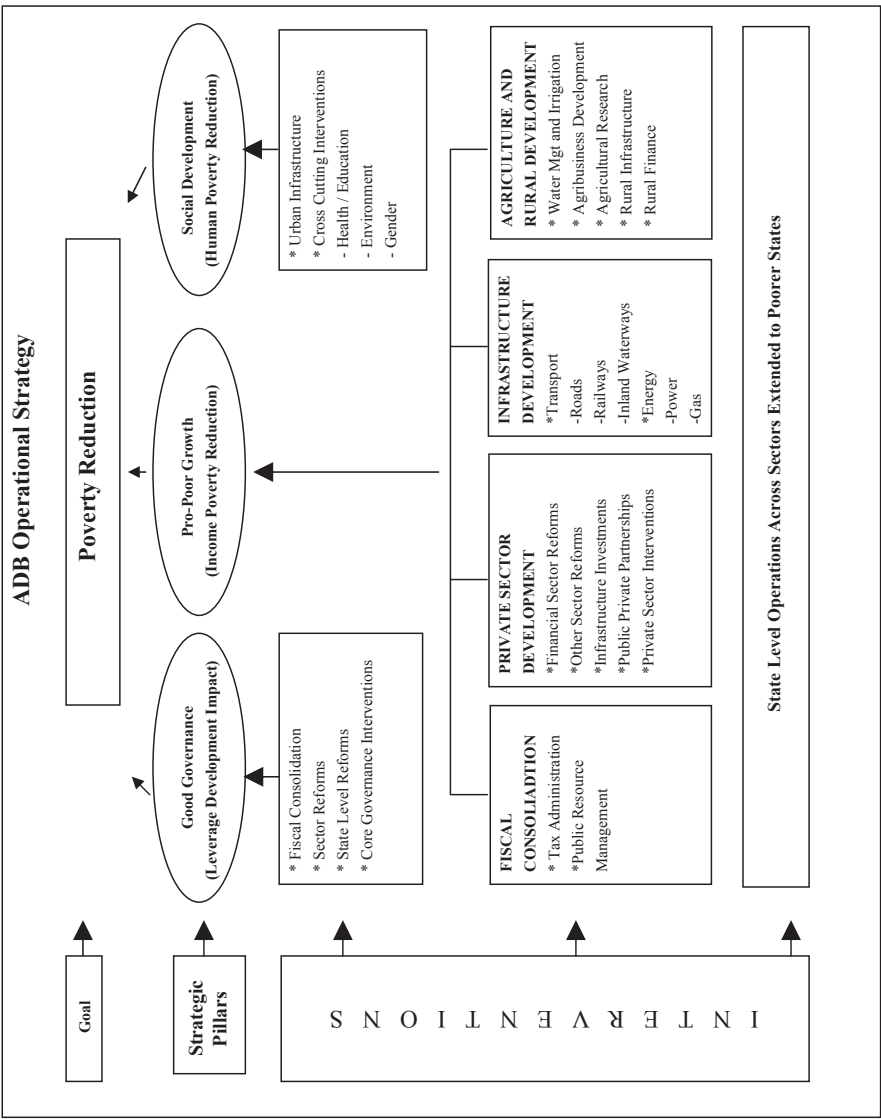 ADB Operational Strategy
Goal
Poverty Reduction
Strategic
Pillars
Good Governance
(Leverage Development Impact)
Pro-Poor Growth
(Income Poverty Reduction)
Social Development
(Human Poverty Reduction)
I N T E R V E N T I O N S
* Fiscal Consolidation
* Sector Reforms
* State Level Reforms
* Core Governance Interventions
* Urban Infrastructure
* Cross Cutting Interventions
- Health / Education
- Environment
- Gender
FISCAL
CONSOLIADTION
* Tax Administration
*Public Resource
Management
PRIVATE SECTOR
DEVELOPMENT
*Financial Sector Reforms
*Other Sector Reforms
*Infrastructure Investments
*Public Private Partnerships
*Private Sector Interventions
INFRASTRUCTURE
DEVELOPMENT
*Transport
-Roads
-Railways
-Inland Waterways
*Energy
-Power
-Gas
AGRICULTURE AND
RURAL DEVELOPMENT
* Water Mgt and Irrigation
* Agribusiness Development
* Agricultural Research
* Rural Infrastructure
* Rural Finance
State Level Operations Across Sectors Extended to Poorer States